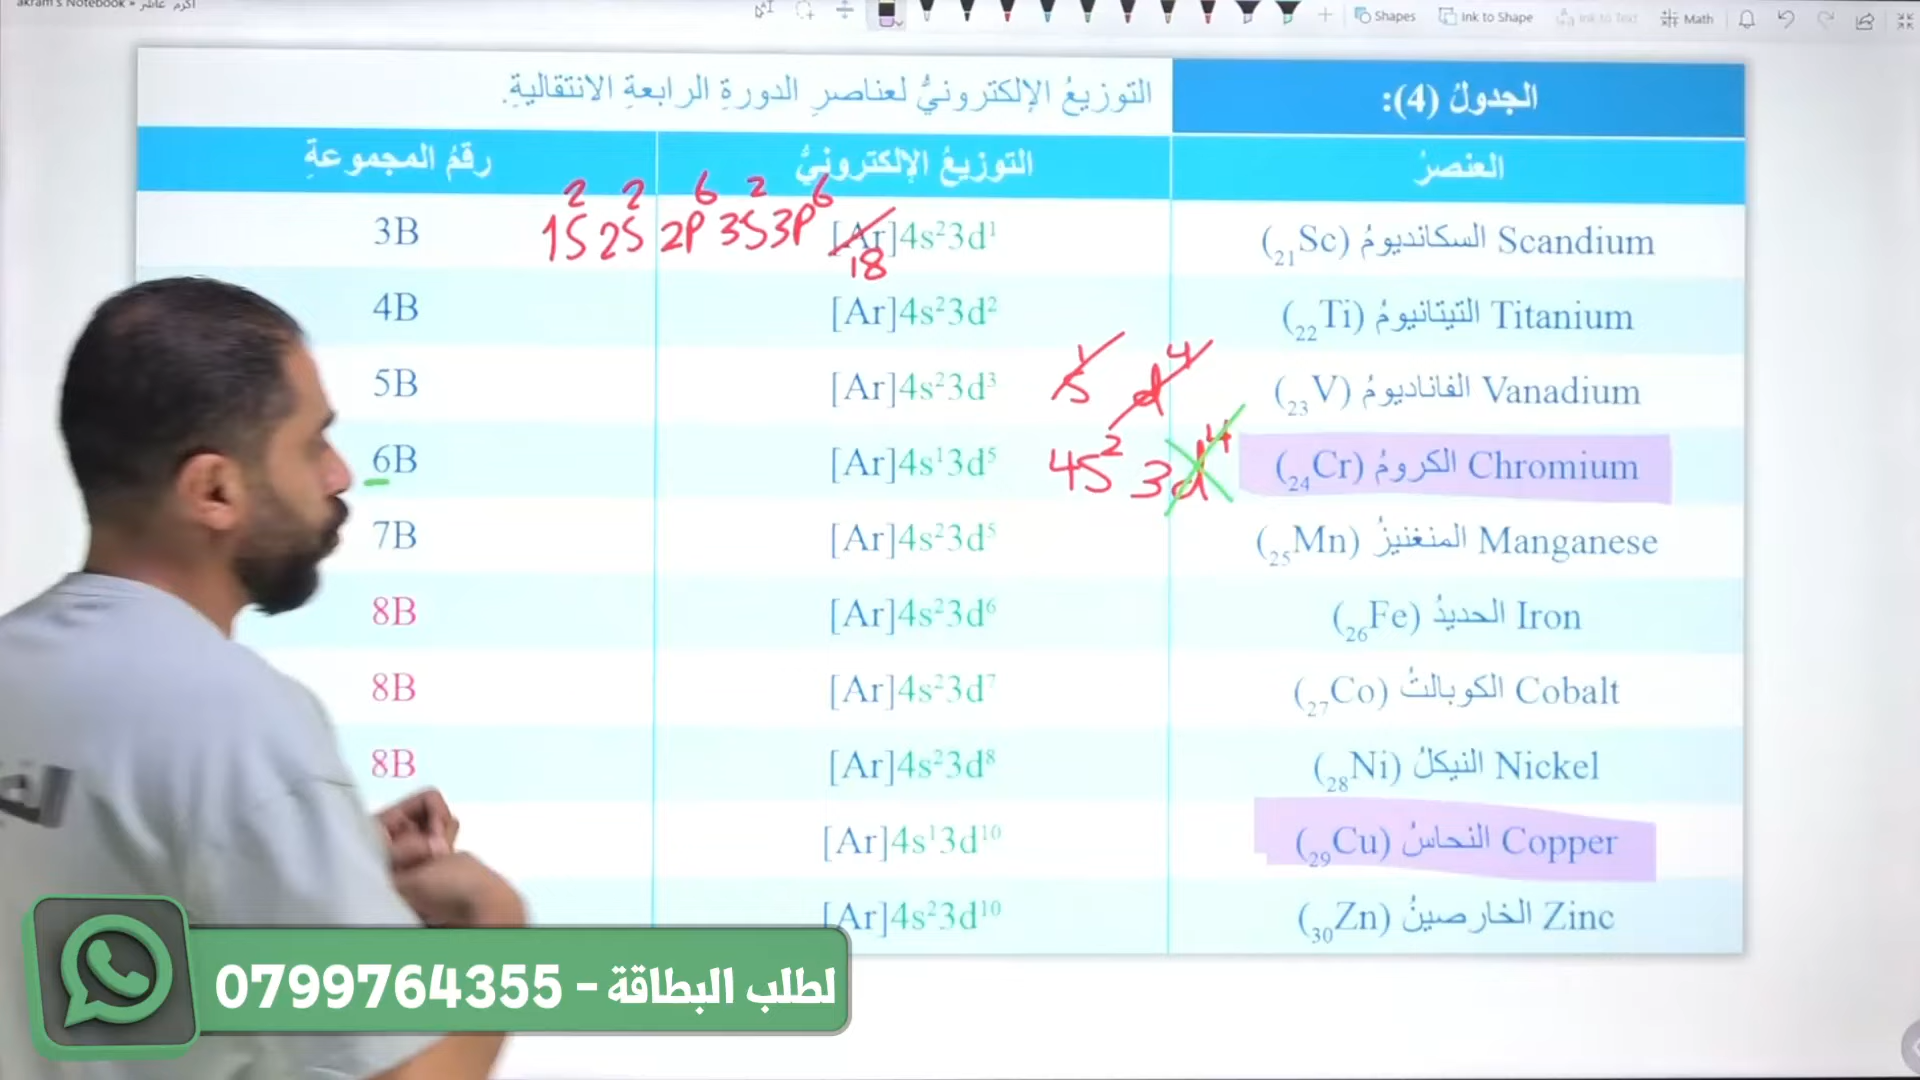 akram's Notebook » أكرم عاشر
Shapes Ink to Shape Ink to Text Math
الجدولُ (4): التوزيعُ الإلكترونيُّ لعناصرِ الدورةِ الرابعةِ الانتقاليةِ.
العنصرُ التوزيعُ الإلكترونيُّ رقمُ المجموعةِ
السكانديومُ Scandium (₂₁Sc) [Ar]4s²3d¹ 3B
1S² 2S² 2P⁶ 3S² 3P⁶
18
التيتانيومُ Titanium (₂₂Ti) [Ar]4s²3d² 4B
الفاناديومُ Vanadium (₂₃V) [Ar]4s²3d³ 5B
s¹ d⁴
الكرومُ Chromium (₂₄Cr) [Ar]4s¹3d⁵ 6B
4S² 3d⁴
المنغنيزُ Manganese (₂₅Mn) [Ar]4s²3d⁵ 7B
الحديدُ Iron (₂₆Fe) [Ar]4s²3d⁶ 8B
الكوبالتُ Cobalt (₂₇Co) [Ar]4s²3d⁷ 8B
النيكلُ Nickel (₂₈Ni) [Ar]4s²3d⁸ 8B
النحاسُ Copper (₂₉Cu) [Ar]4s¹3d¹⁰
الخارصينُ Zinc (₃₀Zn) [Ar]4s²3d¹⁰
لطلب البطاقة - 0799764355